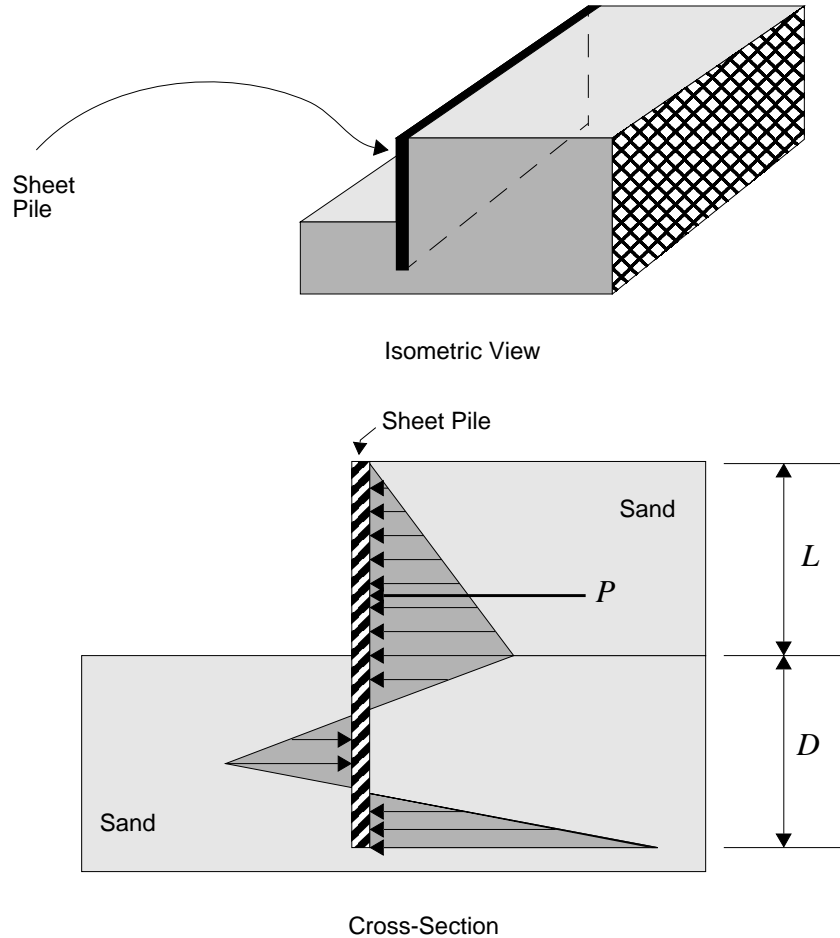 Sheet
Pile
Isometric View
Sheet Pile
Sand
L
P
D
Sand
Cross-Section